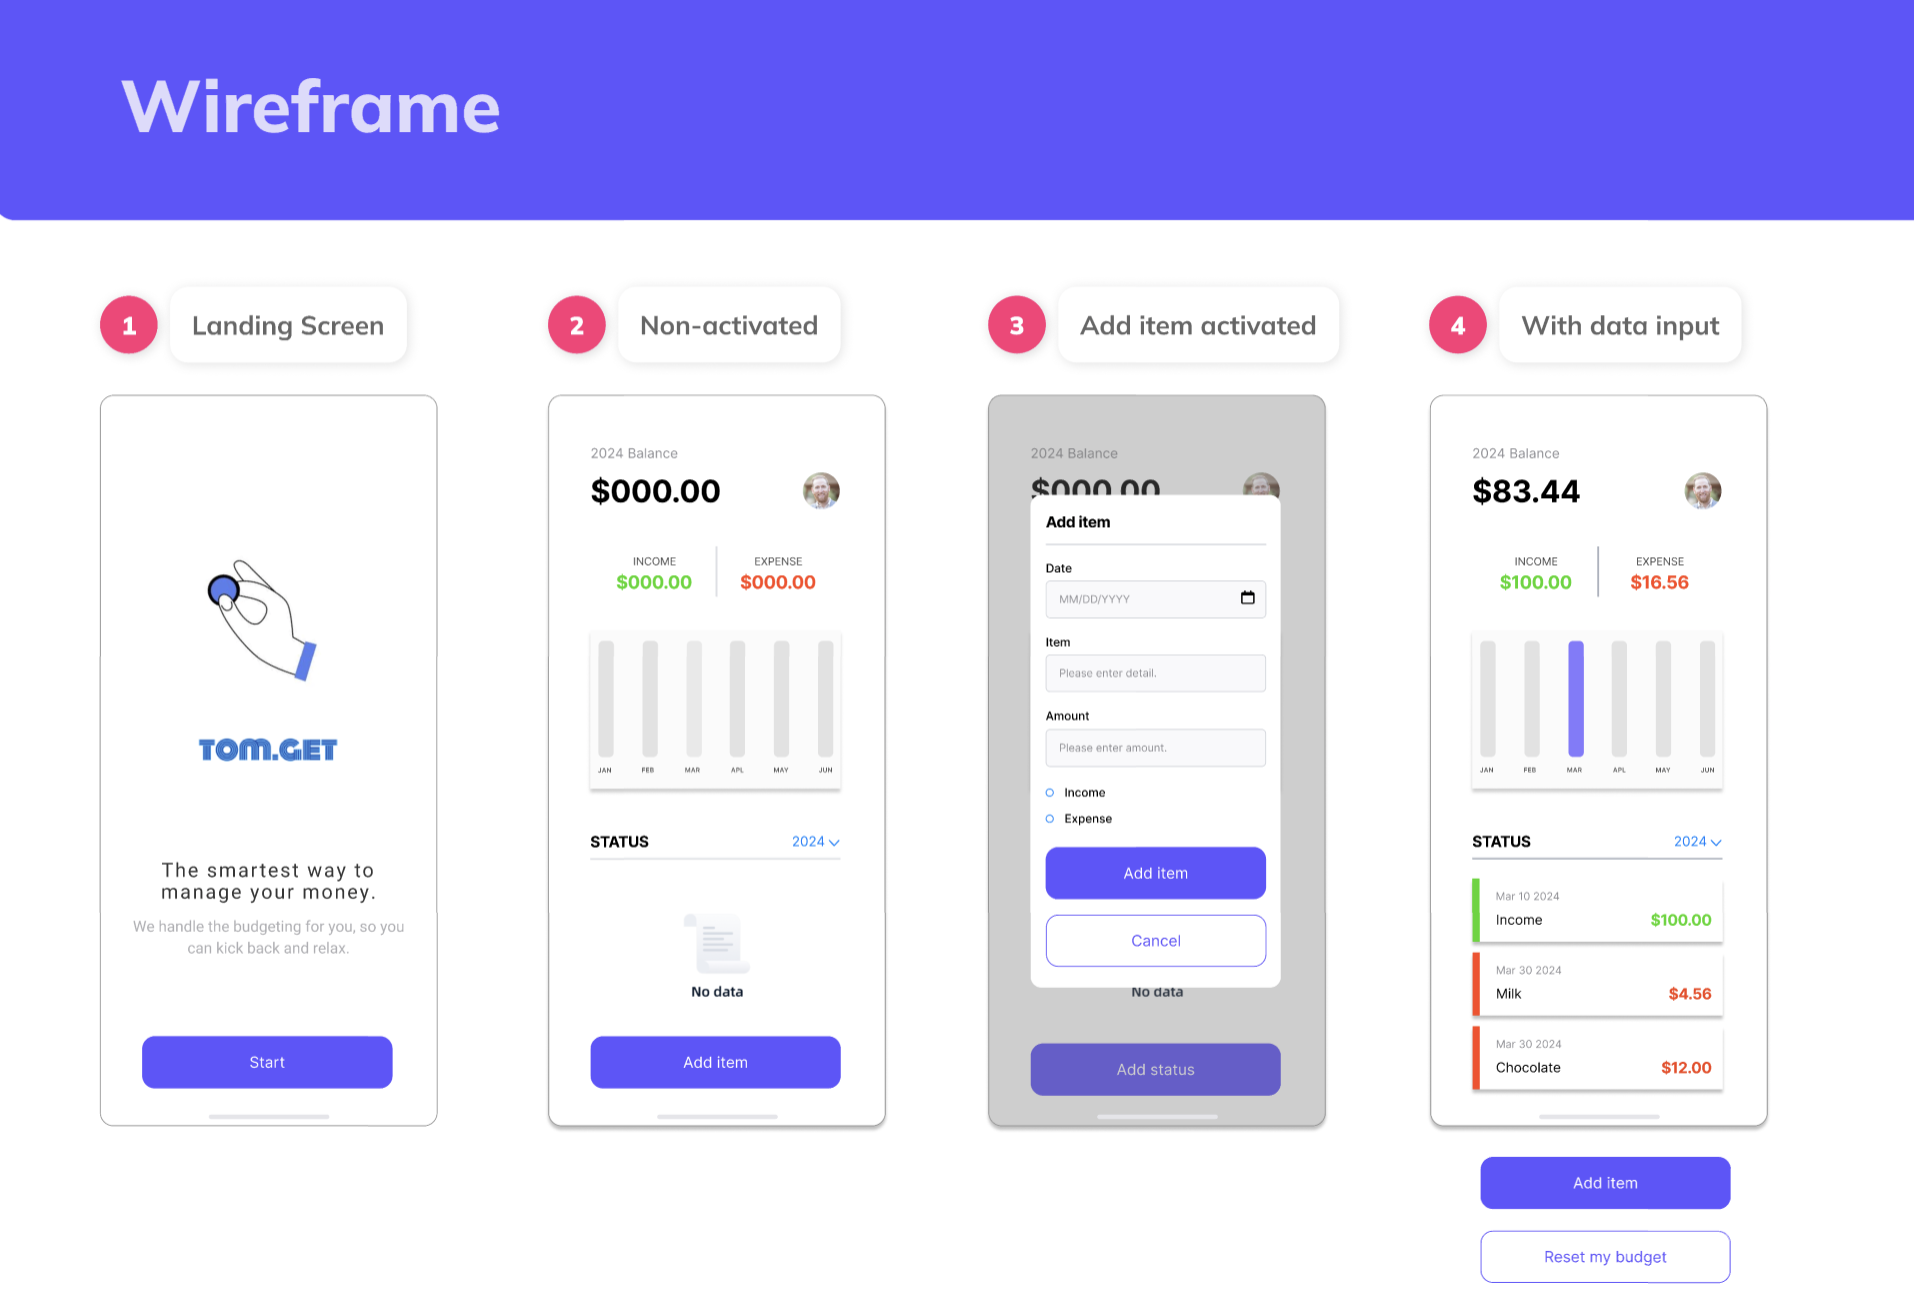 Wireframe
1
Landing Screen
TOM.GET
The smartest way to
manage your money.
We handle the budgeting for you, so you
can kick back and relax.
Start
2
Non-activated
2024 Balance
$000.00
INCOME
$000.00
EXPENSE
$000.00
JAN FEB MAR APL MAY JUN
STATUS
2024
No data
Add item
3
Add item activated
2024 Balance
$000.00
Add item
Date
MM/DD/YYYY
Item
Please enter detail.
Amount
Please enter amount.
Income
Expense
Add item
Cancel
No data
Add status
4
With data input
2024 Balance
$83.44
INCOME
$100.00
EXPENSE
$16.56
JAN FEB MAR APL MAY JUN
STATUS
2024
Mar 10 2024
Income $100.00
Mar 30 2024
Milk $4.56
Mar 30 2024
Chocolate $12.00
Add item
Reset my budget